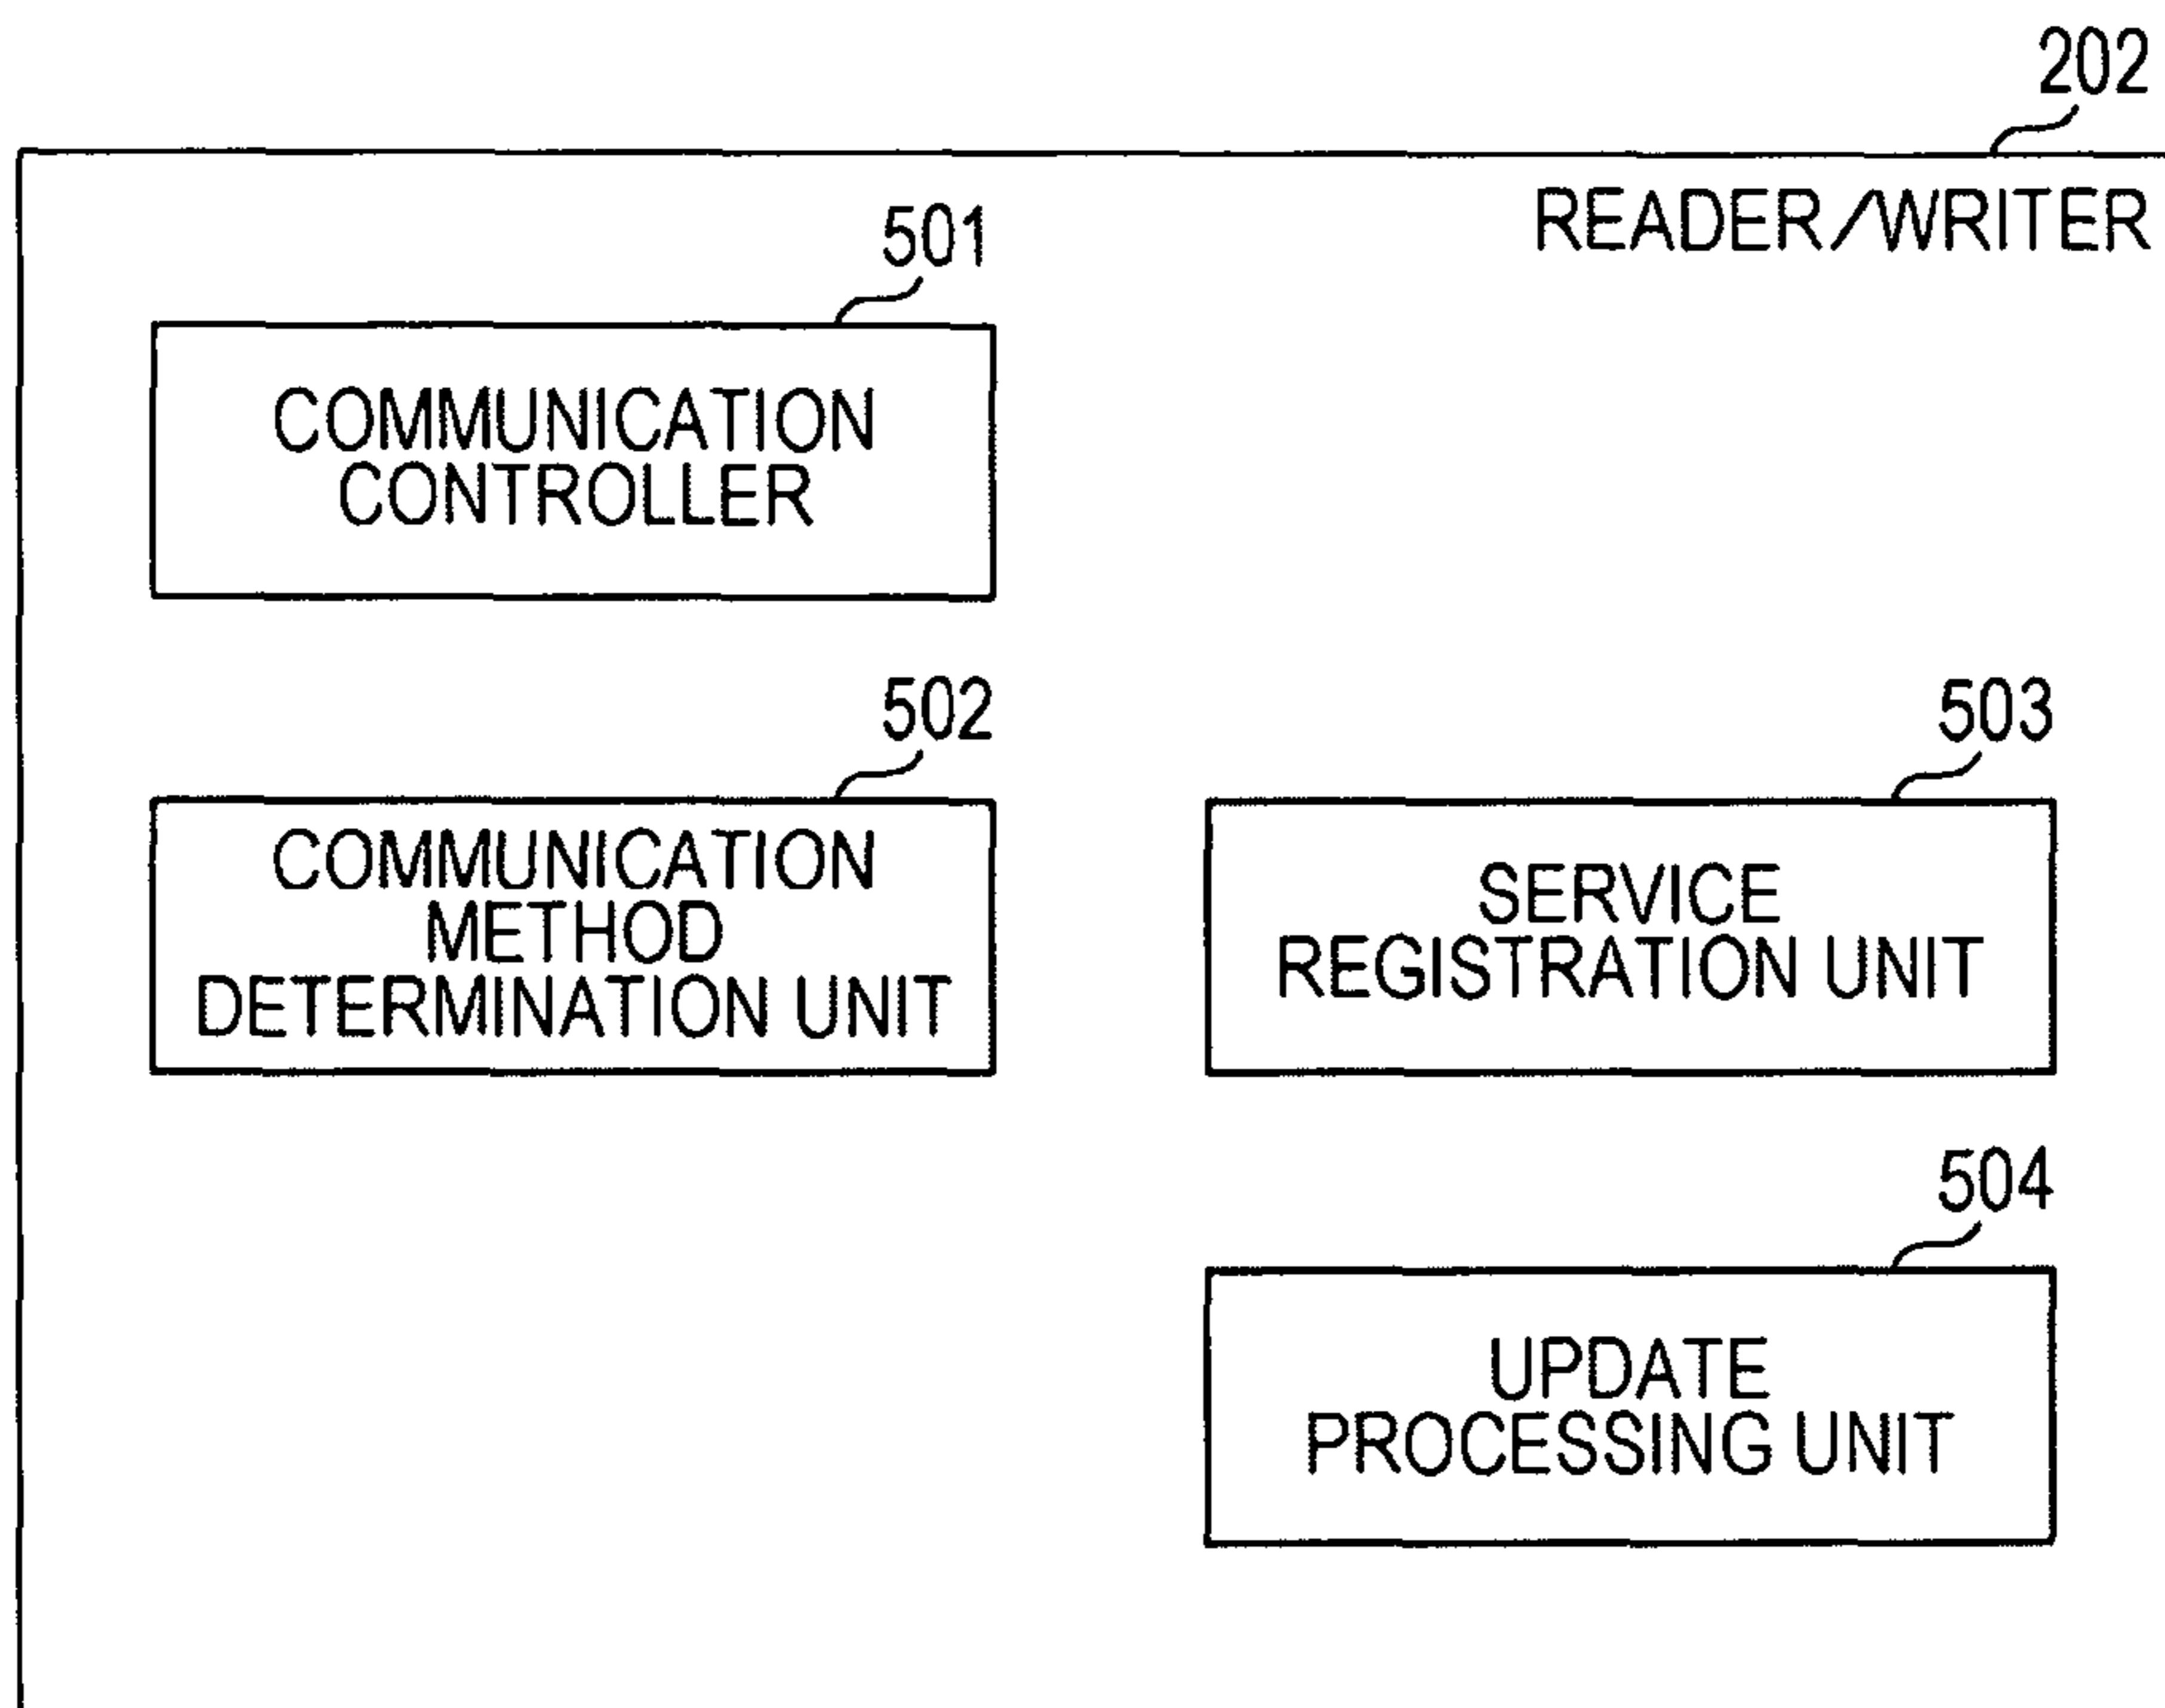 202
READER/WRITER
501
COMMUNICATION
CONTROLLER
502
COMMUNICATION
METHOD
DETERMINATION UNIT
503
SERVICE
REGISTRATION UNIT
504
UPDATE
PROCESSING UNIT